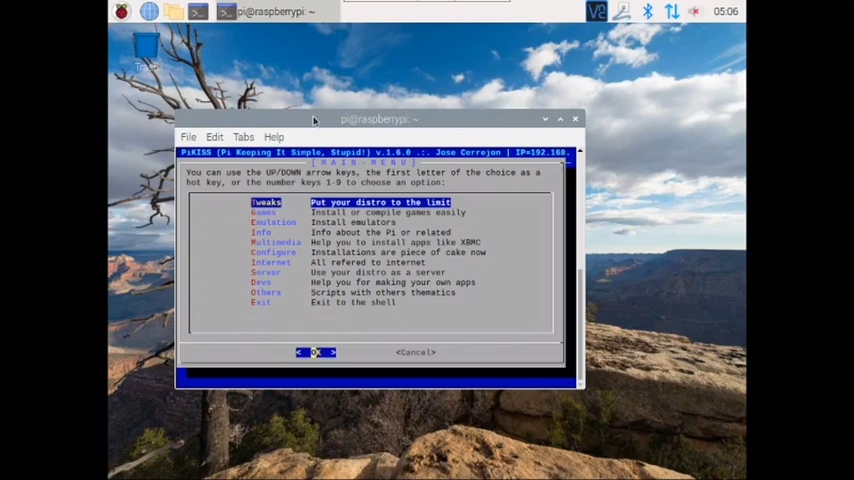 pi@raspberrypi: ~
05:06
pi@raspberrypi: ~
File Edit Tabs Help
PiKISS (Pi Keeping It Simple, Stupid!) v.1.6.0 .:. Jose Cerrejon | IP=192.168.
[ M A I N - M E N U ]
You can use the UP/DOWN arrow keys, the first letter of the choice as a
hot key, or the number keys 1-9 to choose an option:
Tweaks Put your distro to the limit
Games Install or compile games easily
Emulation Install emulators
Info Info about the Pi or related
Multimedia Help you to install apps like XBMC
Configure Installations are piece of cake now
Internet All refered to internet
Server Use your distro as a server
Devs Help you for making your own apps
Others Scripts with others thematics
Exit Exit to the shell
< OK > <Cancel>